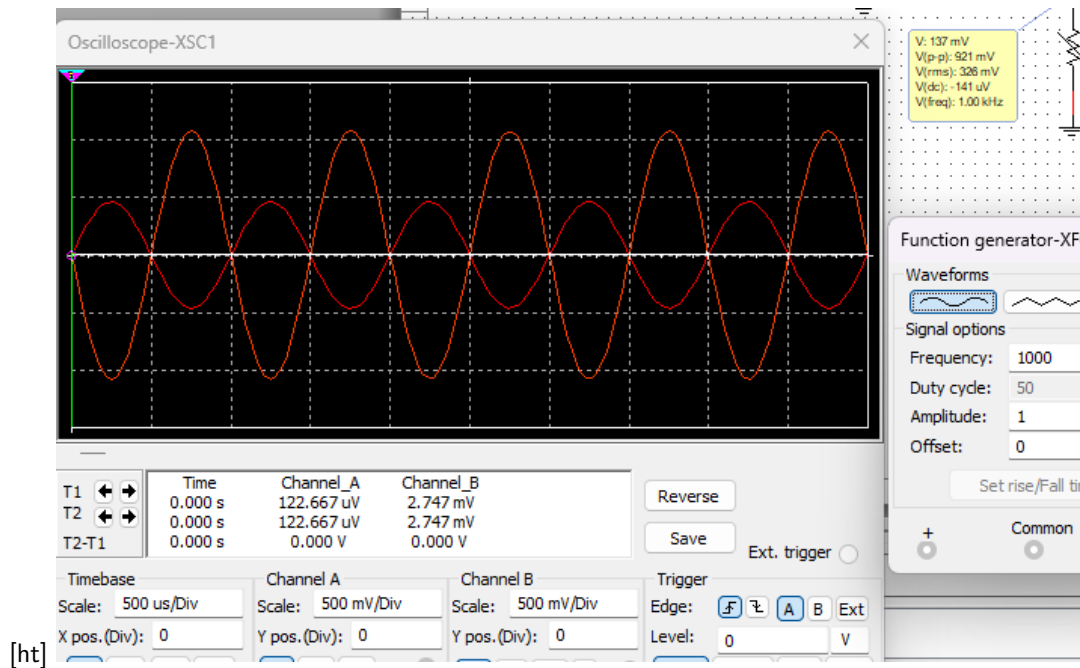 Oscilloscope-XSC1
V: 137 mV
V(p-p): 921 mV
V(rms): 326 mV
V(dc): -141 uV
V(freq): 1.00 kHz
Function generator-XF
Waveforms
Signal options
Frequency: 1000
Duty cycle: 50
Amplitude: 1
Offset: 0
Set rise/Fall
+ Common
Time Channel_A Channel_B
T1 0.000 s 122.667 uV 2.747 mV
T2 0.000 s 122.667 uV 2.747 mV
T2-T1 0.000 s 0.000 V 0.000 V
Reverse
Save
Ext. trigger
Timebase
Scale: 500 us/Div
X pos.(Div): 0
Channel A
Scale: 500 mV/Div
Y pos.(Div): 0
Channel B
Scale: 500 mV/Div
Y pos.(Div): 0
Trigger
Edge: A B Ext
Level: 0 V
[ht]